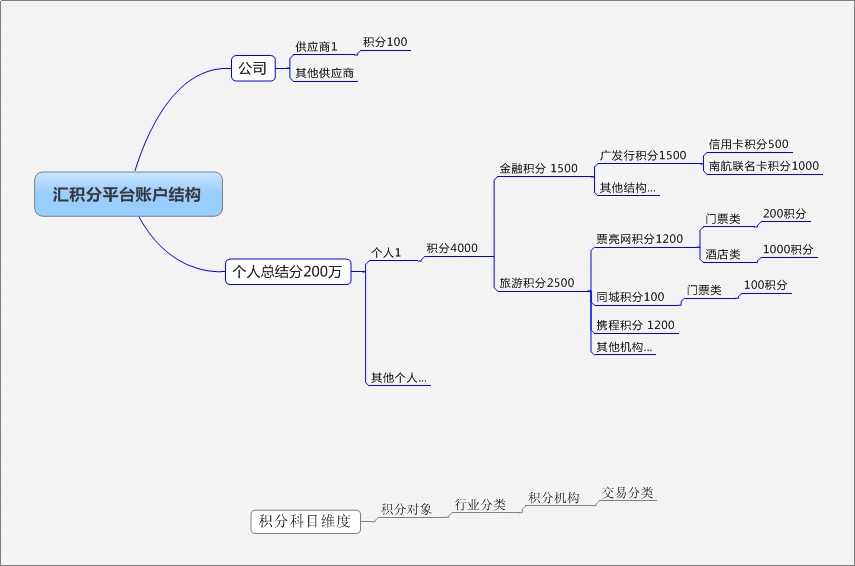 汇积分平台账户结构
公司
供应商1
积分100
其他供应商
个人总结分200万
个人1
积分4000
金融积分 1500
广发行积分1500
信用卡积分500
南航联名卡积分1000
其他结构...
旅游积分2500
票亮网积分1200
门票类
200积分
酒店类
1000积分
同城积分100
门票类
100积分
携程积分 1200
其他机构...
其他个人...
积分科目维度
积分对象
行业分类
积分机构
交易分类